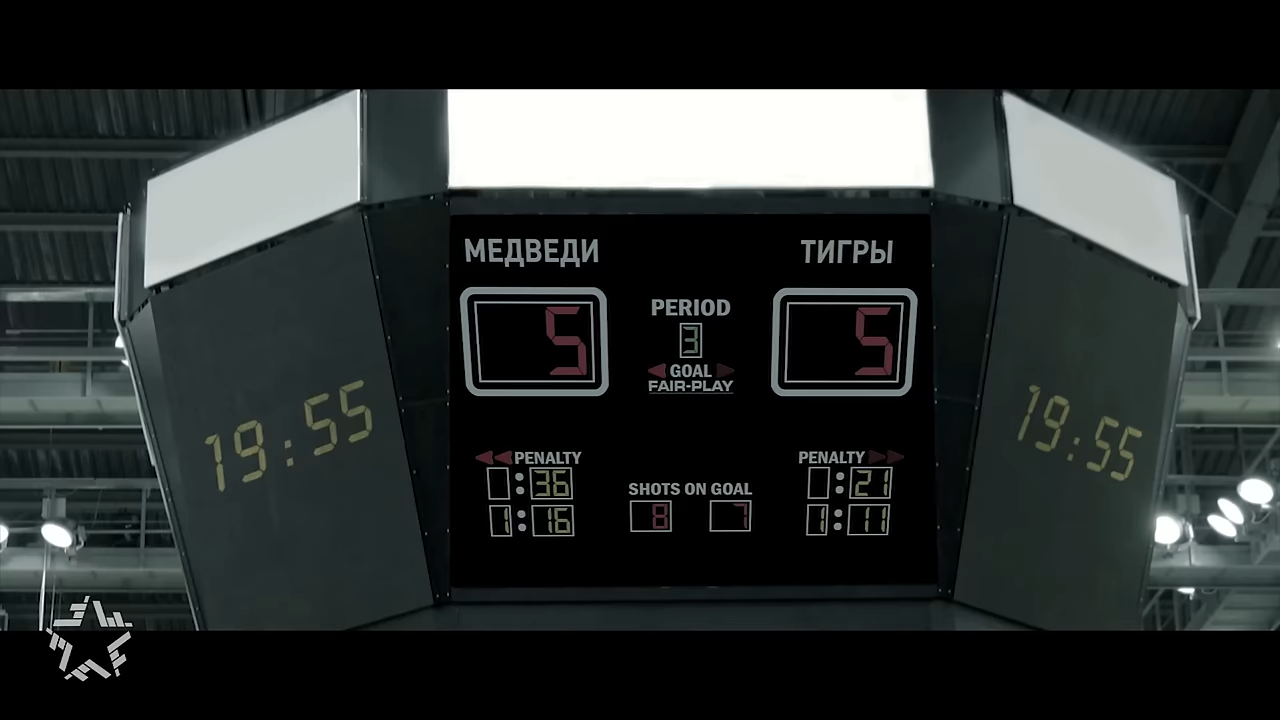 МЕДВЕДИ
ТИГРЫ
5
PERIOD
5
3
GOAL
FAIR-PLAY
19:55
19:55
PENALTY
PENALTY
:36
SHOTS ON GOAL
:21
1:16
8
7
1:11